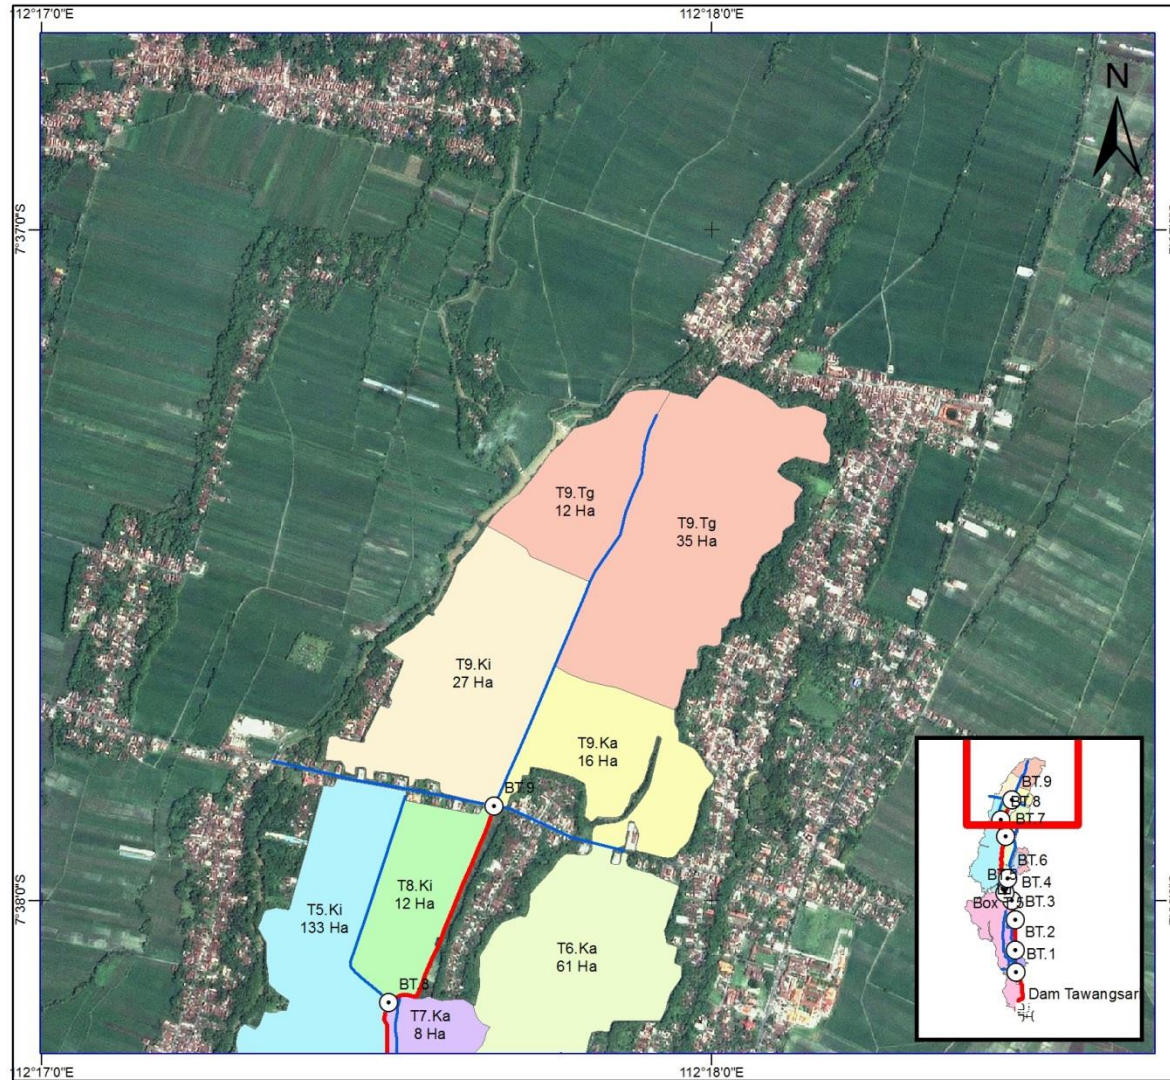 112°17'0"E
112°18'0"E
N
7°37'0"S
T9.Tg
12 Ha
T9.Tg
35 Ha
T9.Ki
27 Ha
T9.Ka
16 Ha
BT.9
T8.Ki
12 Ha
T5.Ki
133 Ha
7°38'0"S
T6.Ka
61 Ha
BT.8
T7.Ka
8 Ha
BT.9
BT.8
BT.7
BT.6
BT.4
BT.3
Box
BT.2
BT.1
Dam Tawangsar
112°17'0"E
112°18'0"E